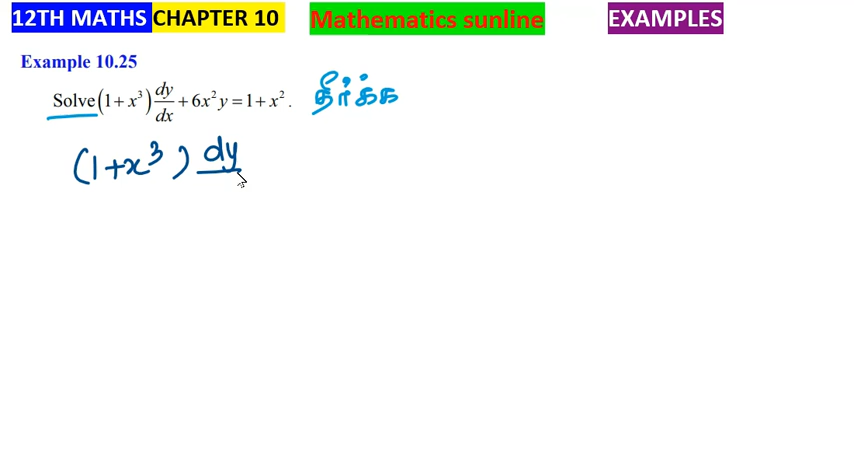 12TH MATHS CHAPTER 10 Mathematics sunline EXAMPLES
Example 10.25
Solve (1 + x³) dy/dx + 6x²y = 1 + x². தீர்க்க
(1+x³) dy